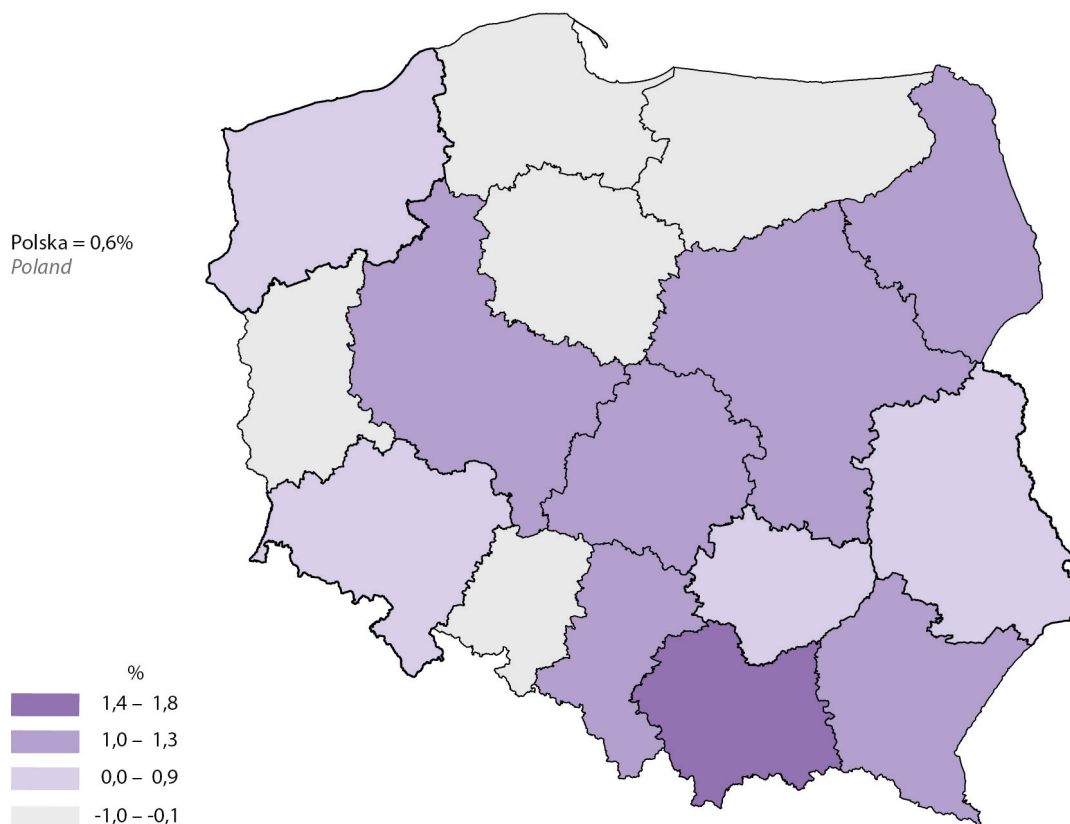 Polska = 0,6%
Poland
%
1,4 – 1,8
1,0 – 1,3
0,0 – 0,9
-1,0 – -0,1